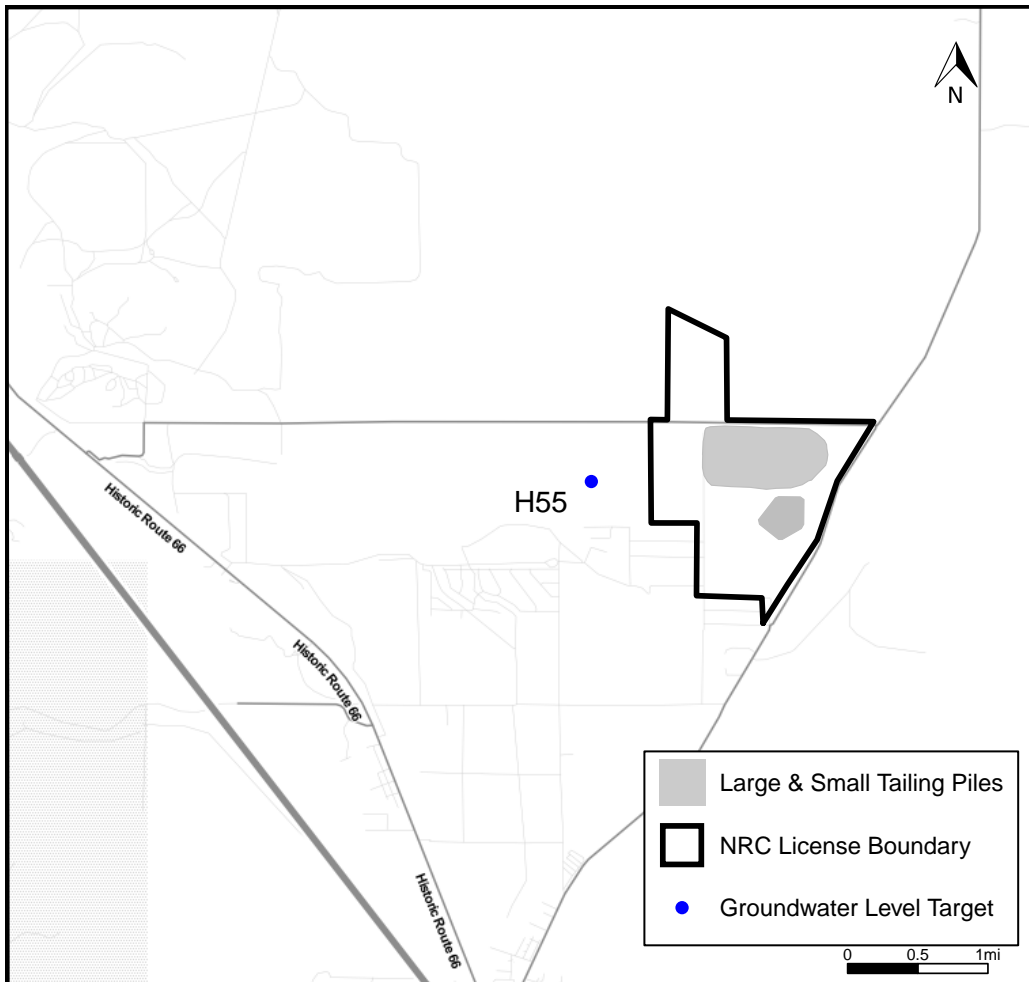 N
H55
Historic Route 66
Historic Route 66
Historic Route 66
Large & Small Tailing Piles
NRC License Boundary
Groundwater Level Target
0 0.5 1mi